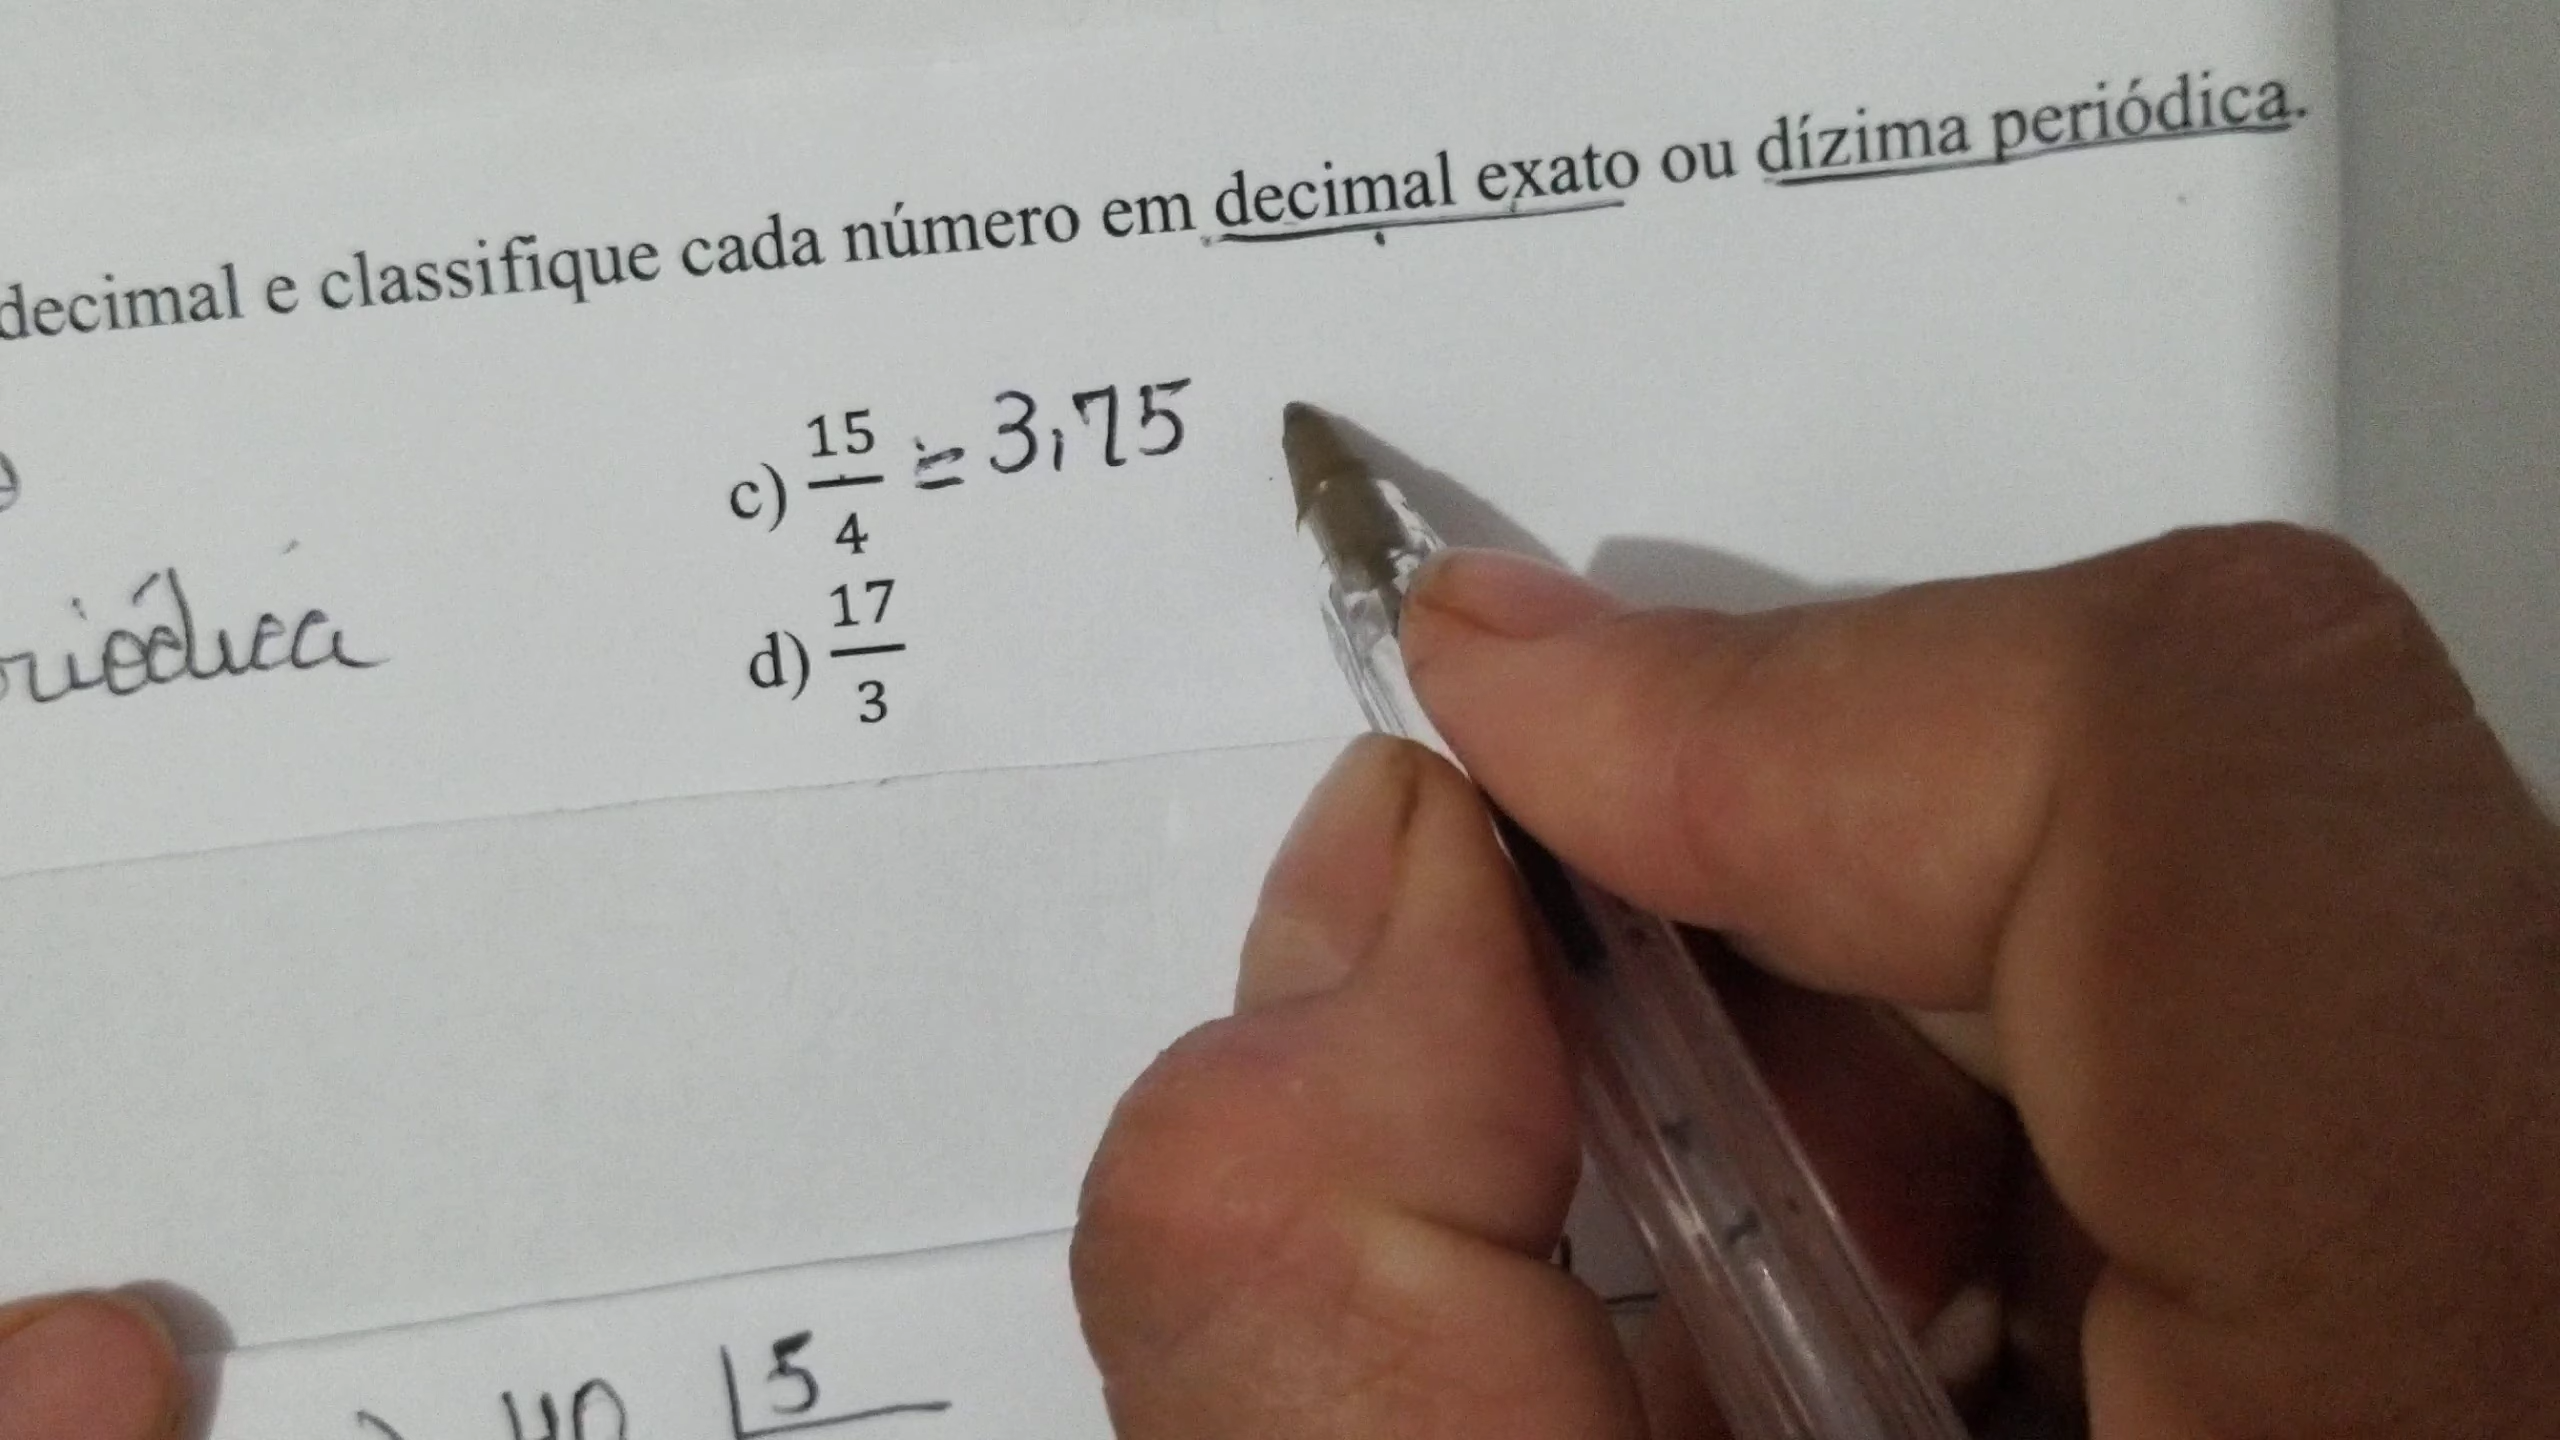 decimal e classifique cada número em decimal exato ou dízima periódica.
c) 15/4 = 3,75
riódica
d) 17/3
40 5